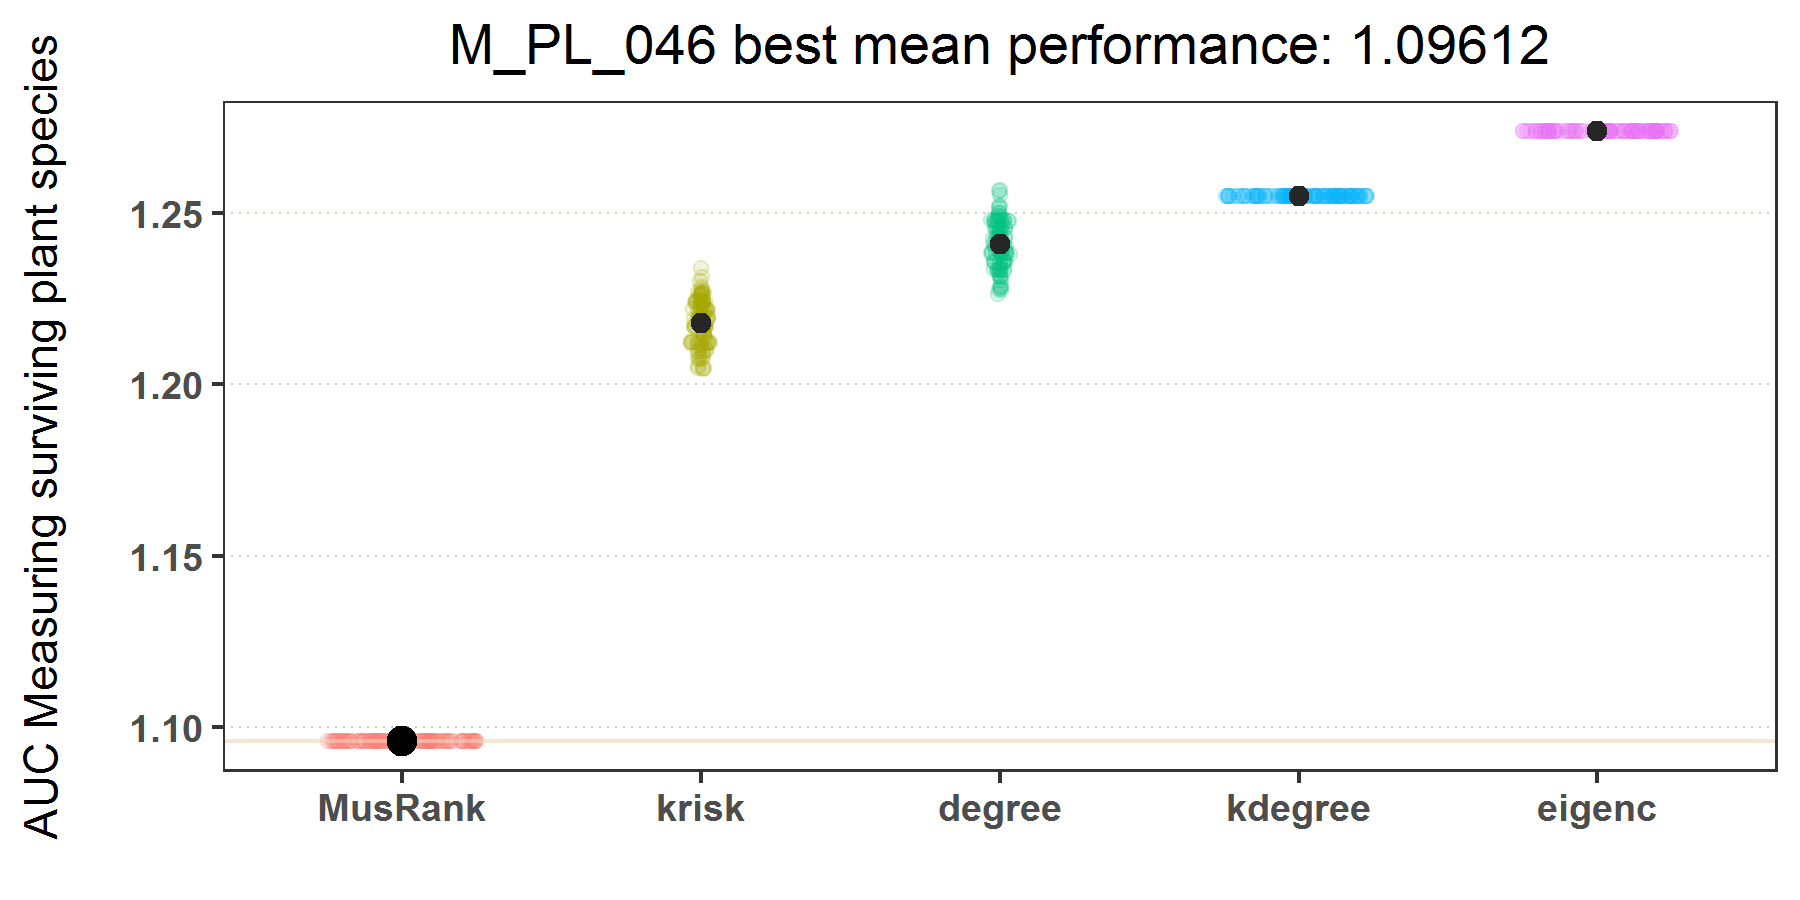 M_PL_046 best mean performance: 1.09612
AUC Measuring surviving plant species
1.25
1.20
1.15
1.10
MusRank krisk degree kdegree eigenc